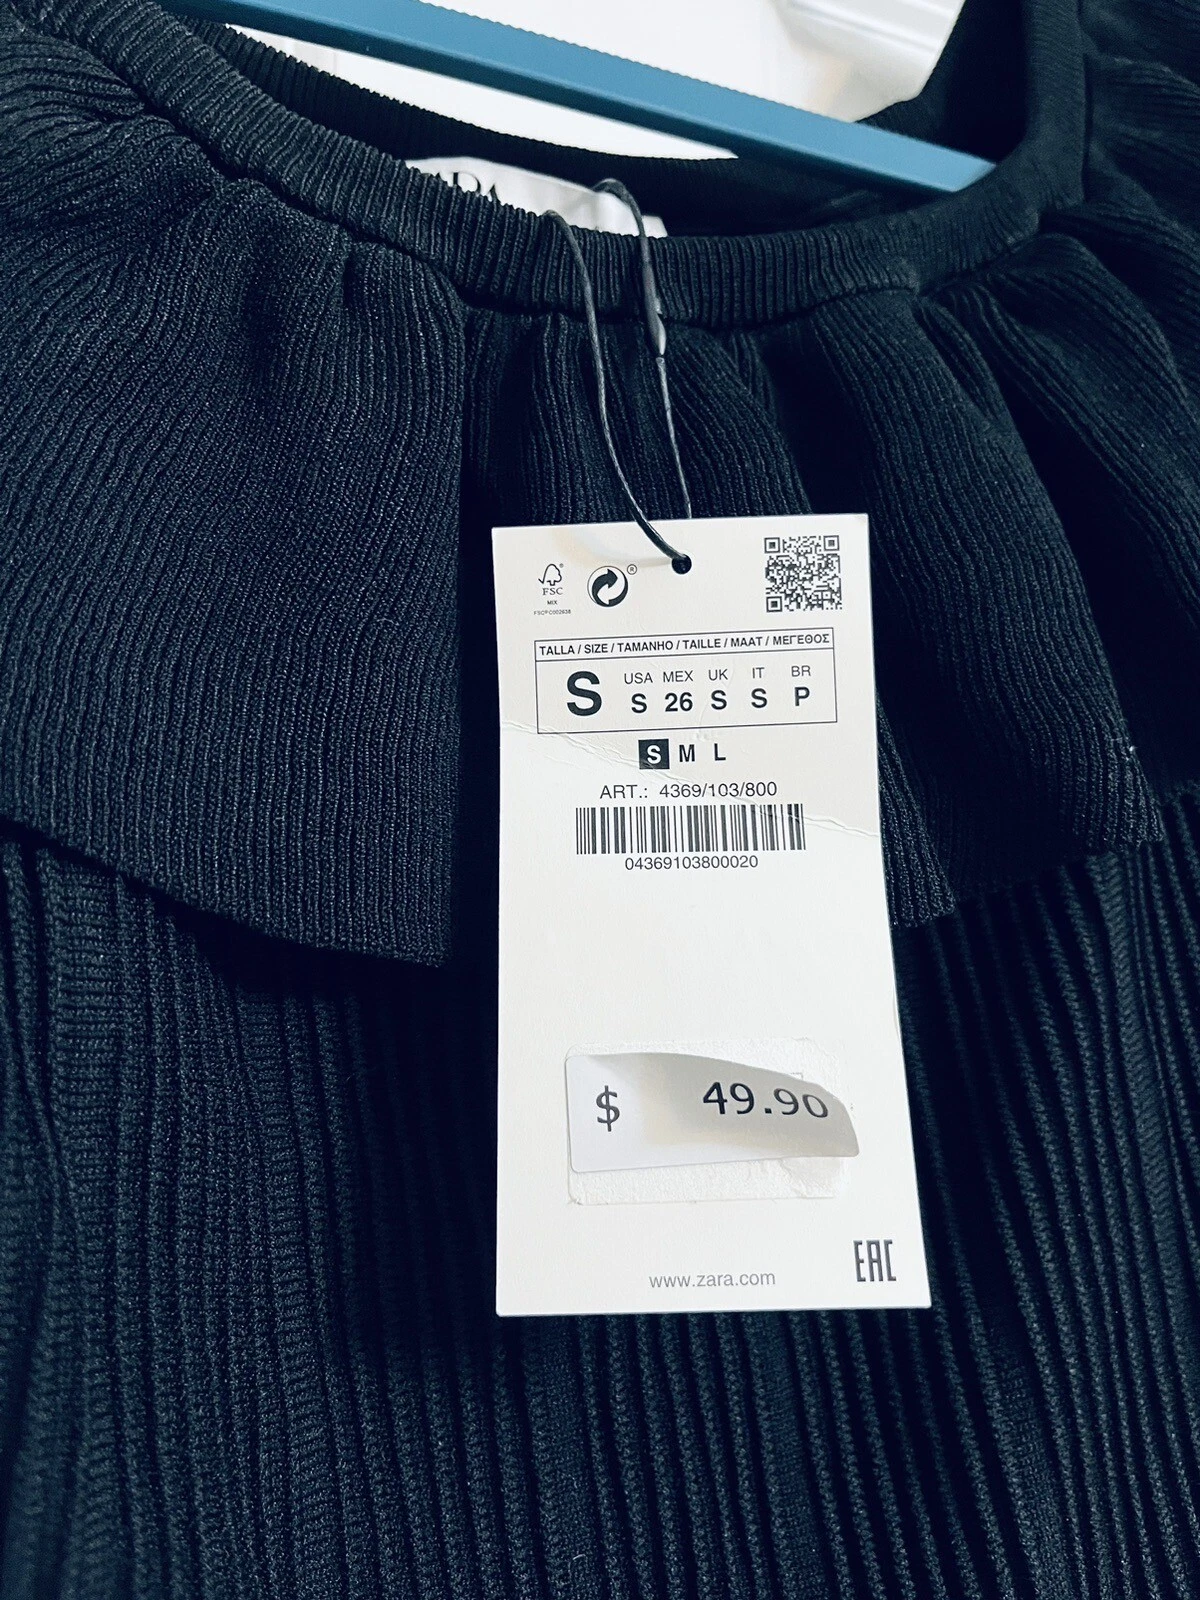 FSC®
MIX
TALLA / SIZE / TAMANHO / TAILLE / MAAT / ΜΕΓΕΘΟΣ
S
USA MEX UK IT BR
S 26 S S P
S M L
ART.: 4369/103/800
04369103800020
$ 49.90
www.zara.com
EAC